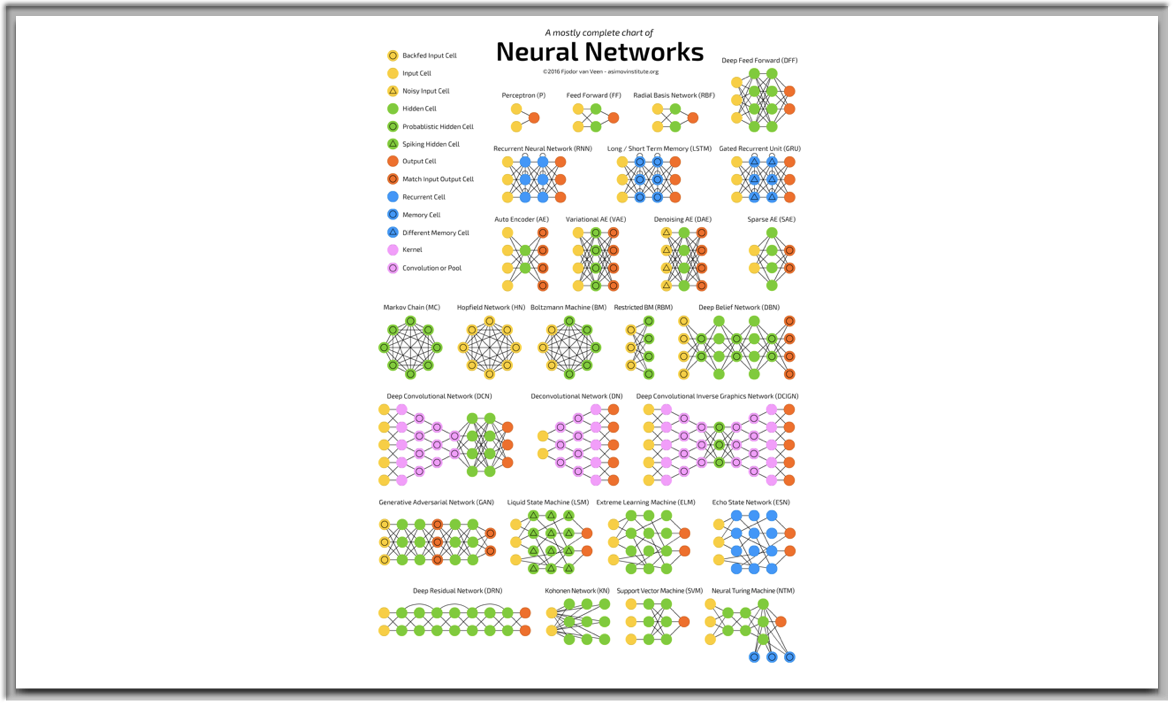 A mostly complete chart of
Neural Networks
©2016 Fjodor van Veen - asimovinstitute.org
Backfed Input Cell
Input Cell
Noisy Input Cell
Hidden Cell
Probablistic Hidden Cell
Spiking Hidden Cell
Output Cell
Match Input Output Cell
Recurrent Cell
Memory Cell
Different Memory Cell
Kernel
Convolution or Pool
Deep Feed Forward (DFF)
Perceptron (P)
Feed Forward (FF)
Radial Basis Network (RBF)
Recurrent Neural Network (RNN)
Long / Short Term Memory (LSTM)
Gated Recurrent Unit (GRU)
Auto Encoder (AE)
Variational AE (VAE)
Denoising AE (DAE)
Sparse AE (SAE)
Markov Chain (MC)
Hopfield Network (HN)
Boltzmann Machine (BM)
Restricted BM (RBM)
Deep Belief Network (DBN)
Deep Convolutional Network (DCN)
Deconvolutional Network (DN)
Deep Convolutional Inverse Graphics Network (DCIGN)
Generative Adversarial Network (GAN)
Liquid State Machine (LSM)
Extreme Learning Machine (ELM)
Echo State Network (ESN)
Deep Residual Network (DRN)
Kohonen Network (KN)
Support Vector Machine (SVM)
Neural Turing Machine (NTM)